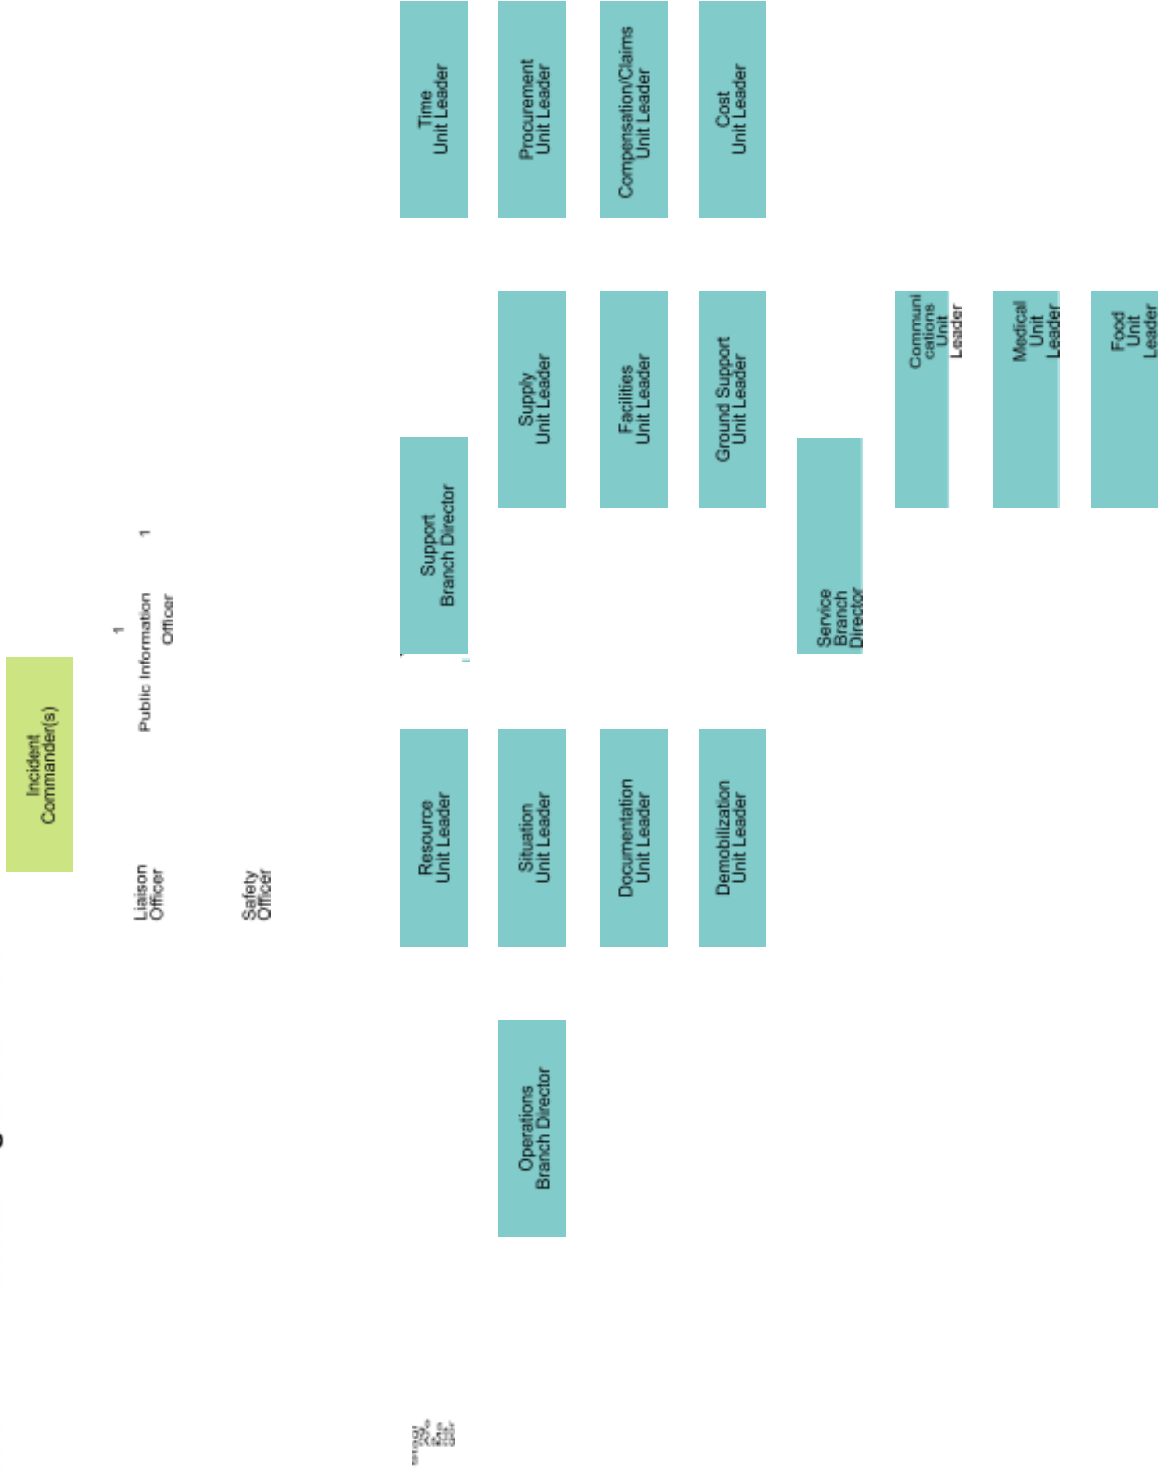 Incident
Commander(s)
Liaison
Officer
Public Information
Officer
1
1
Safety
Officer
Operations
Branch Director
Resource
Unit Leader
Situation
Unit Leader
Documentation
Unit Leader
Demobilization
Unit Leader
Support
Branch Director
Supply
Unit Leader
Facilities
Unit Leader
Ground Support
Unit Leader
Service
Branch
Director
Communi
cations
Unit
Leader
Medical
Unit
Leader
Food
Unit
Leader
Time
Unit Leader
Procurement
Unit Leader
Compensation/Claims
Unit Leader
Cost
Unit Leader